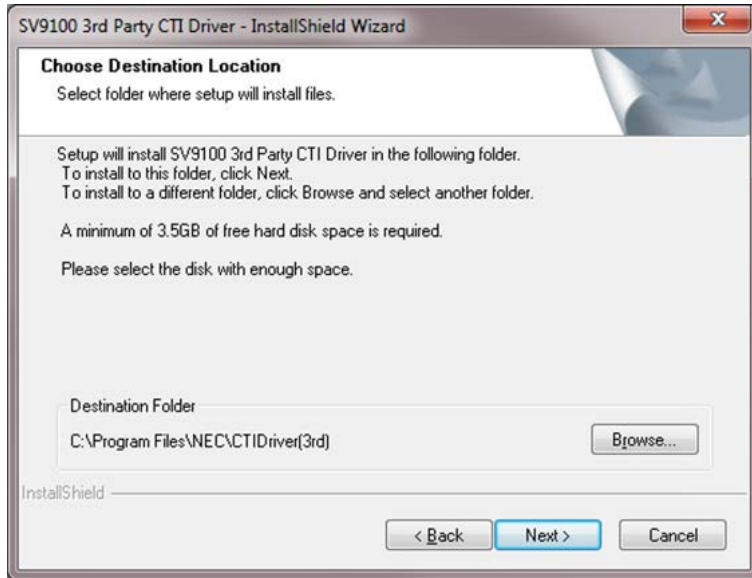 SV9100 3rd Party CTI Driver - InstallShield Wizard
Choose Destination Location
Select folder where setup will install files.
Setup will install SV9100 3rd Party CTI Driver in the following folder.
To install to this folder, click Next.
To install to a different folder, click Browse and select another folder.
A minimum of 3.5GB of free hard disk space is required.
Please select the disk with enough space.
Destination Folder
C:\Program Files\NEC\CTIDriver(3rd)
Browse...
InstallShield
< Back
Next >
Cancel